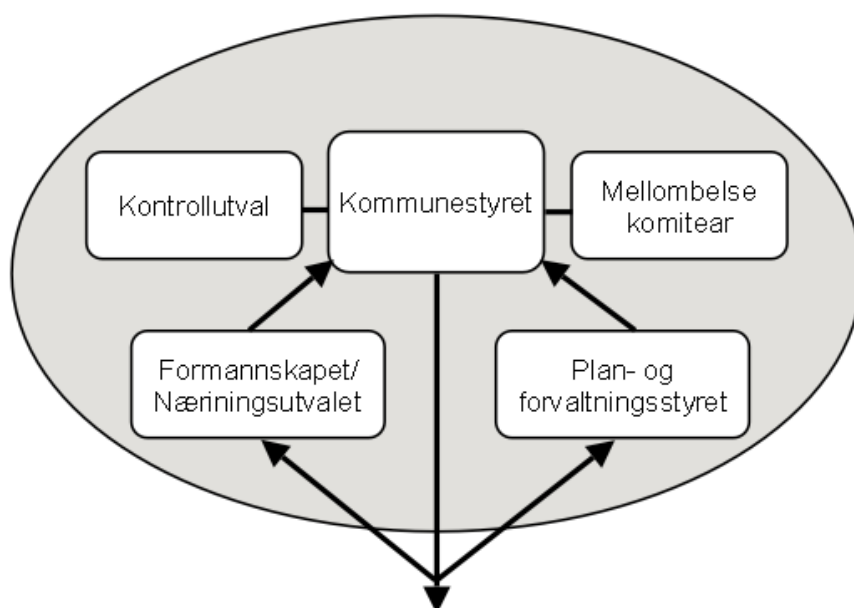 Kontrollutval
Kommunestyret
Mellombelse
komitear
Formannskapet/
Næriningsutvalet
Plan- og
forvaltningsstyret